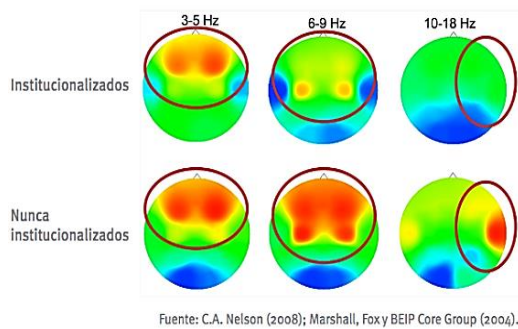 3-5 Hz 6-9 Hz 10-18 Hz
Institucionalizados
Nunca
institucionalizados
Fuente: C.A. Nelson (2008); Marshall, Fox y BEIP Core Group (2004).